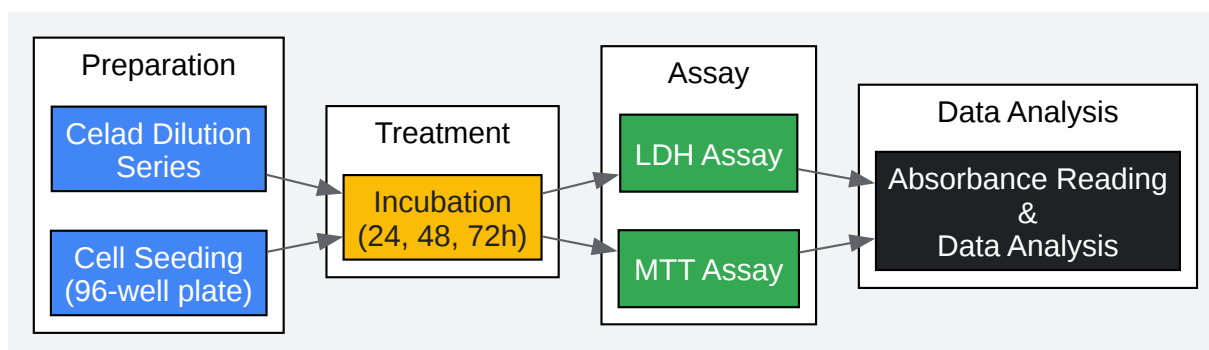 Preparation
Celad Dilution
Series
Cell Seeding
(96-well plate)
Treatment
Incubation
(24, 48, 72h)
Assay
LDH Assay
MTT Assay
Data Analysis
Absorbance Reading
&
Data Analysis